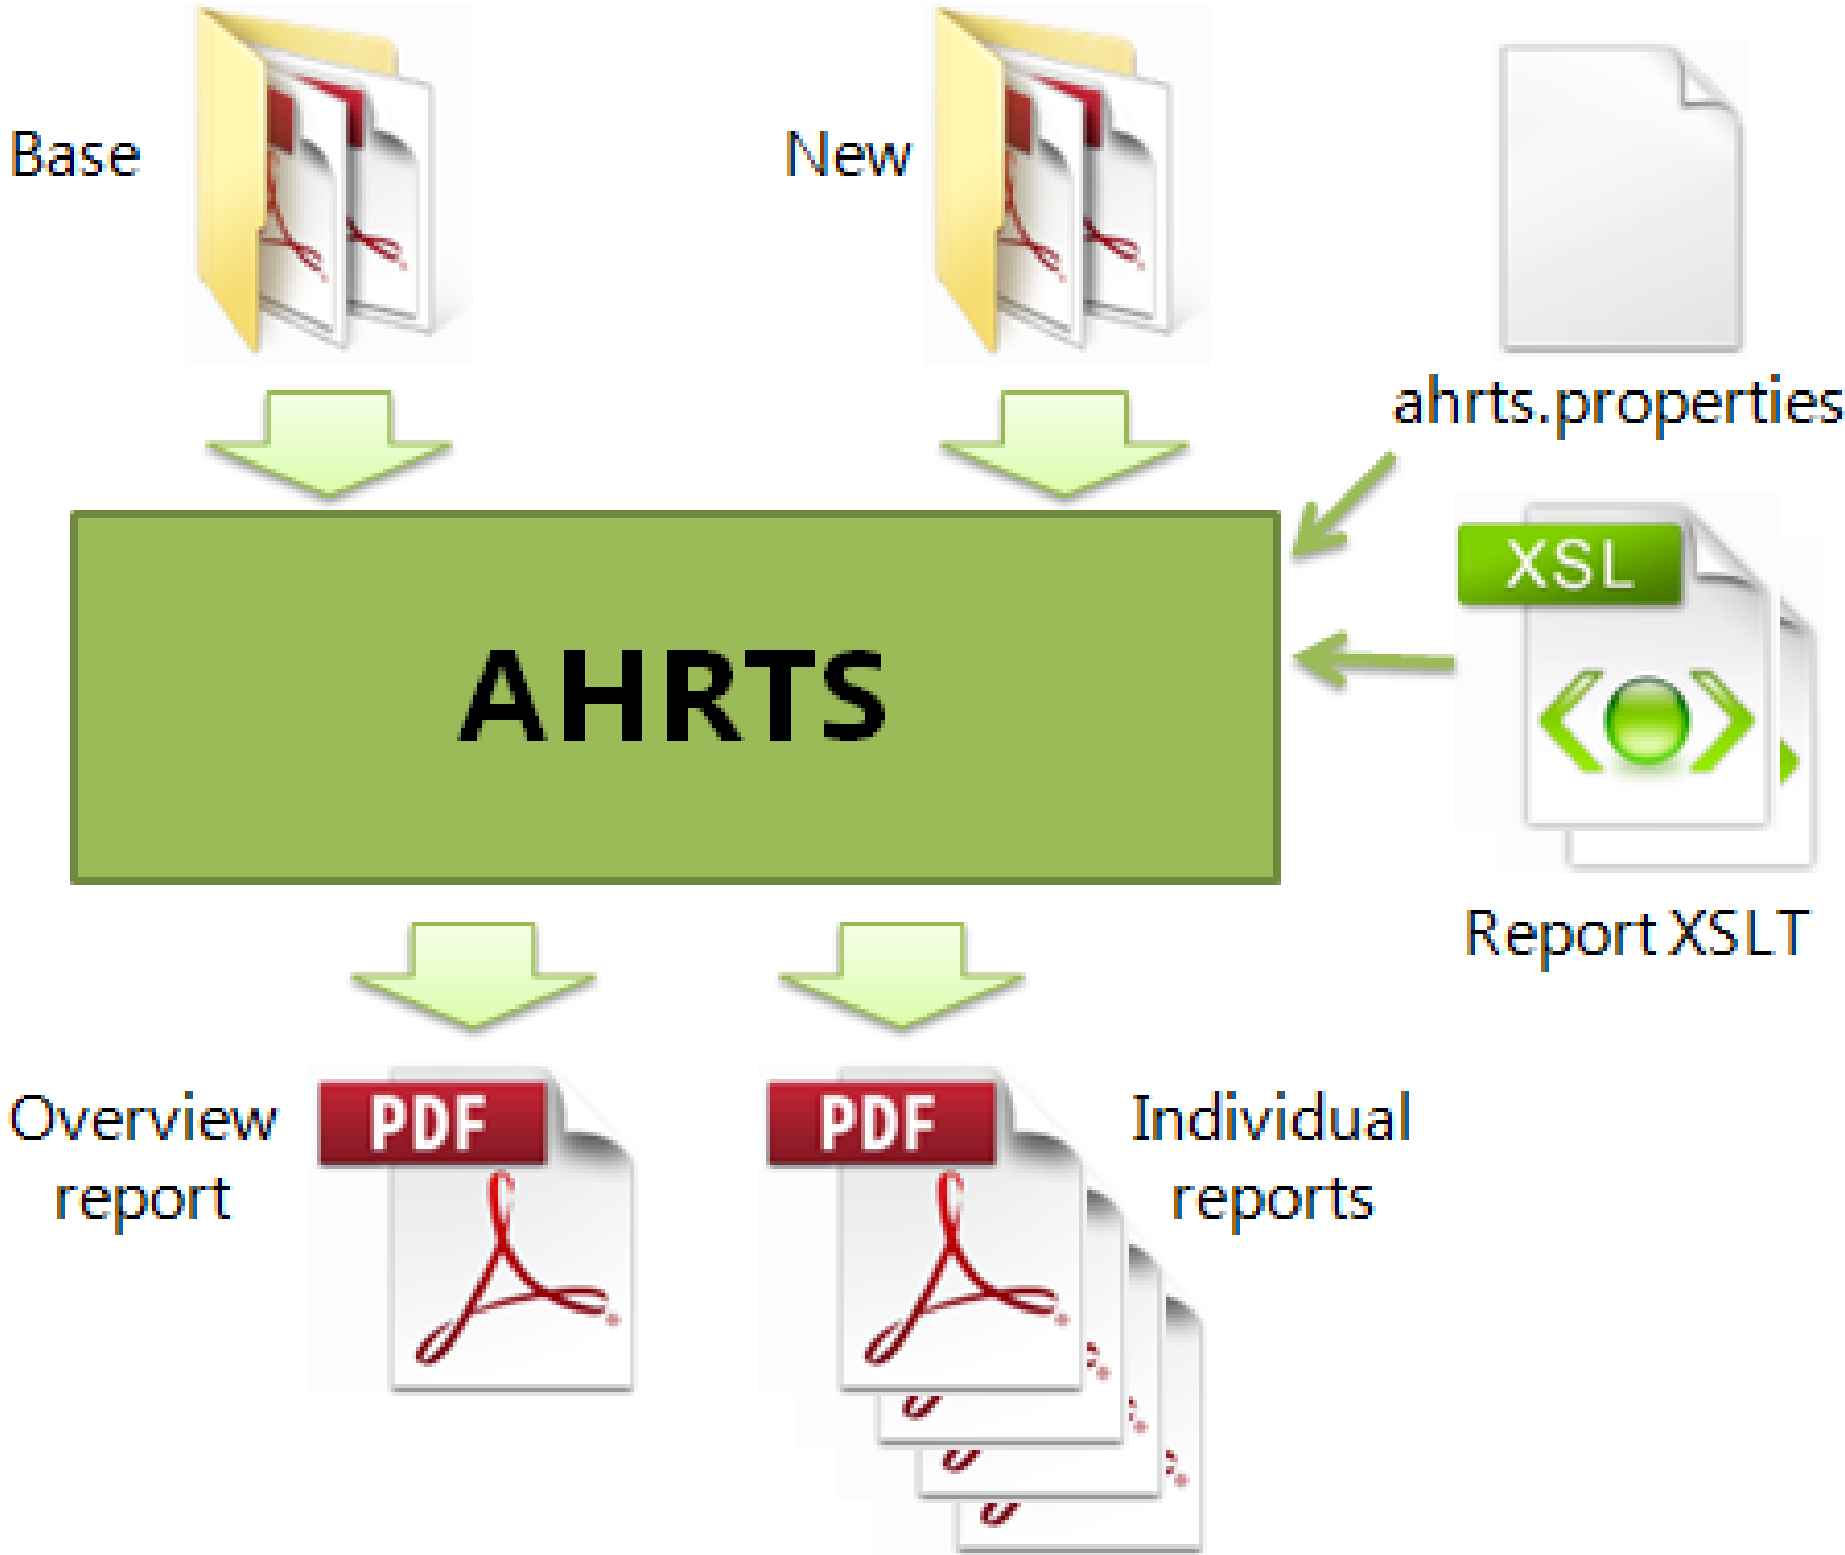 Base
New
ahrts.properties
XSL
AHRTS
Report XSLT
PDF
Overview
report
PDF
Individual
reports